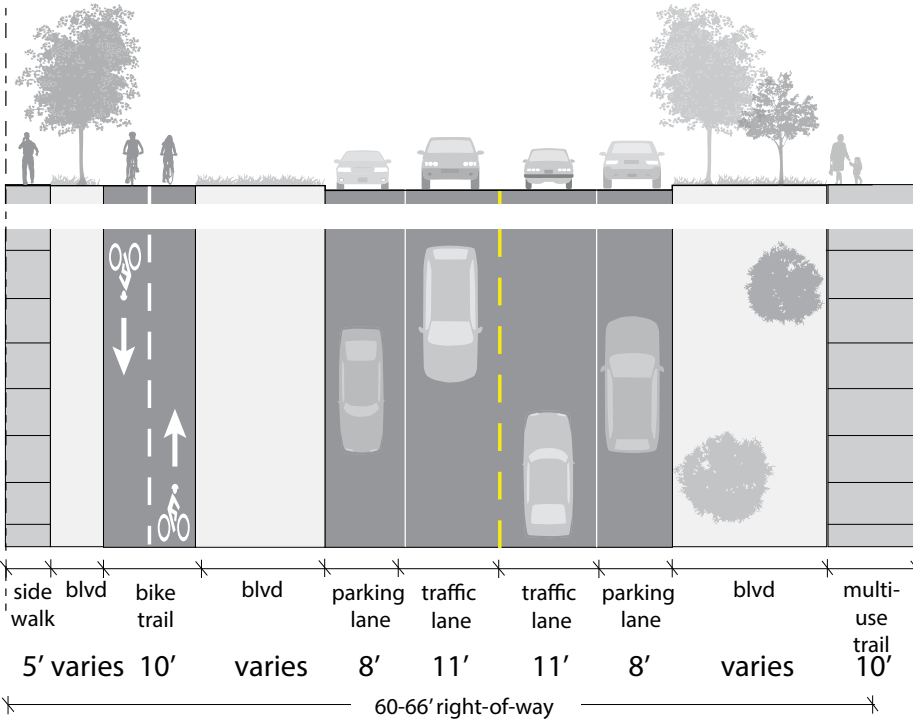 side walk
blvd
bike trail
blvd
parking lane
traffic lane
traffic lane
parking lane
blvd
multi-use trail
5’ varies 10’ varies 8’ 11’ 11’ 8’ varies 10’
60-66’ right-of-way